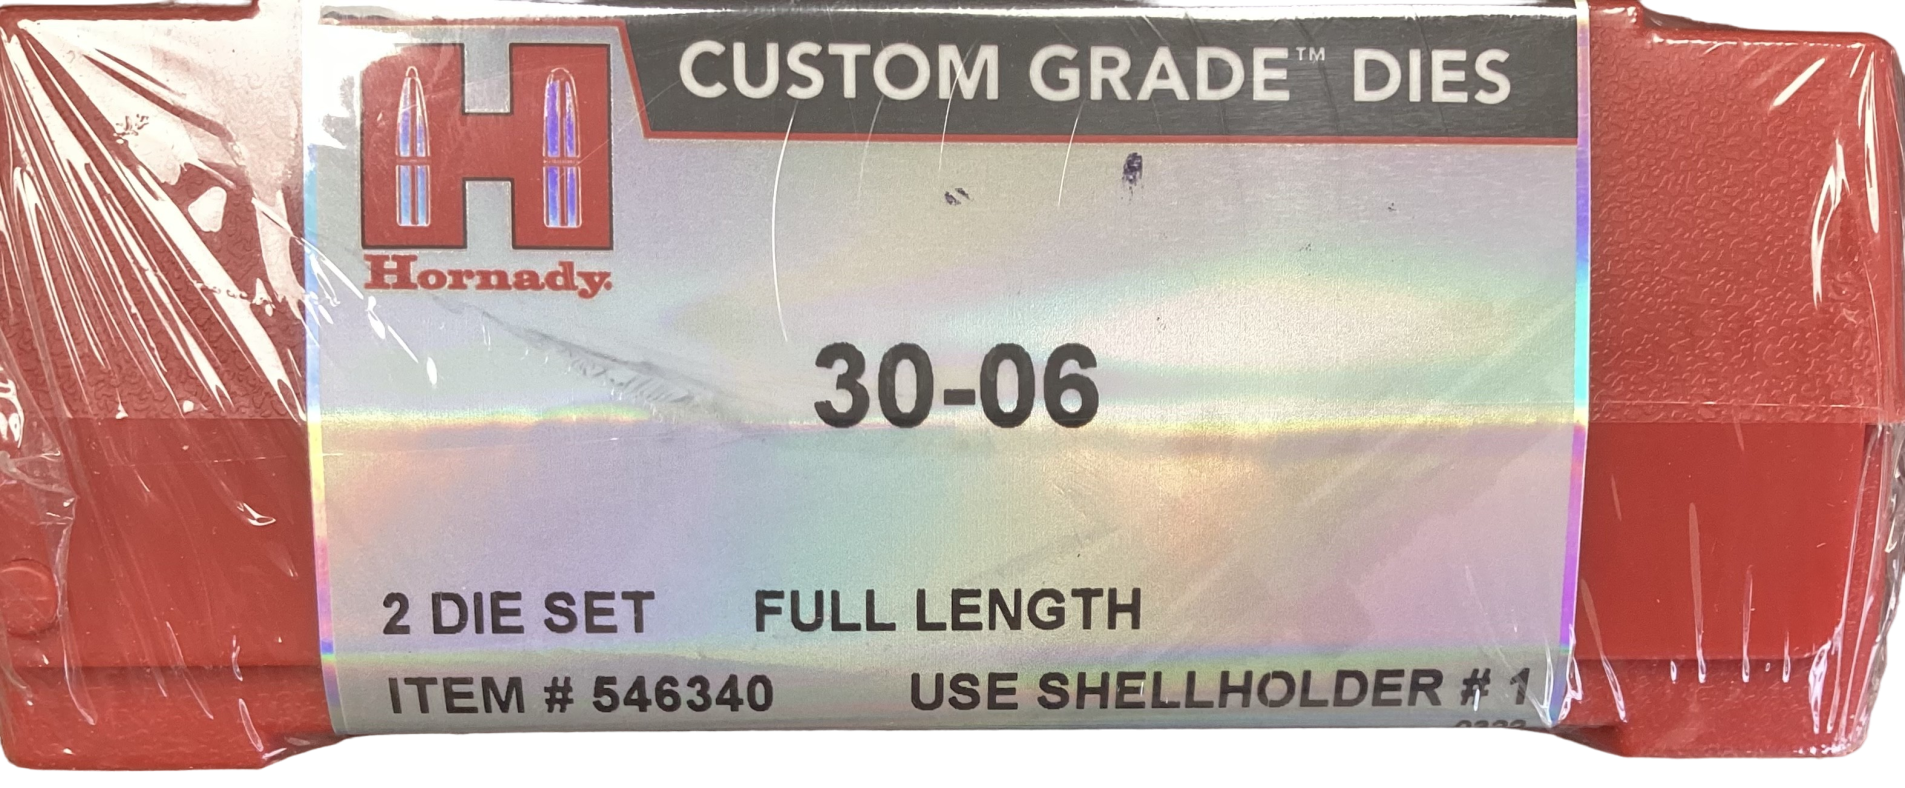 CUSTOM GRADE™ DIES
Hornady.
30-06
2 DIE SET FULL LENGTH
ITEM # 546340 USE SHELLHOLDER # 1